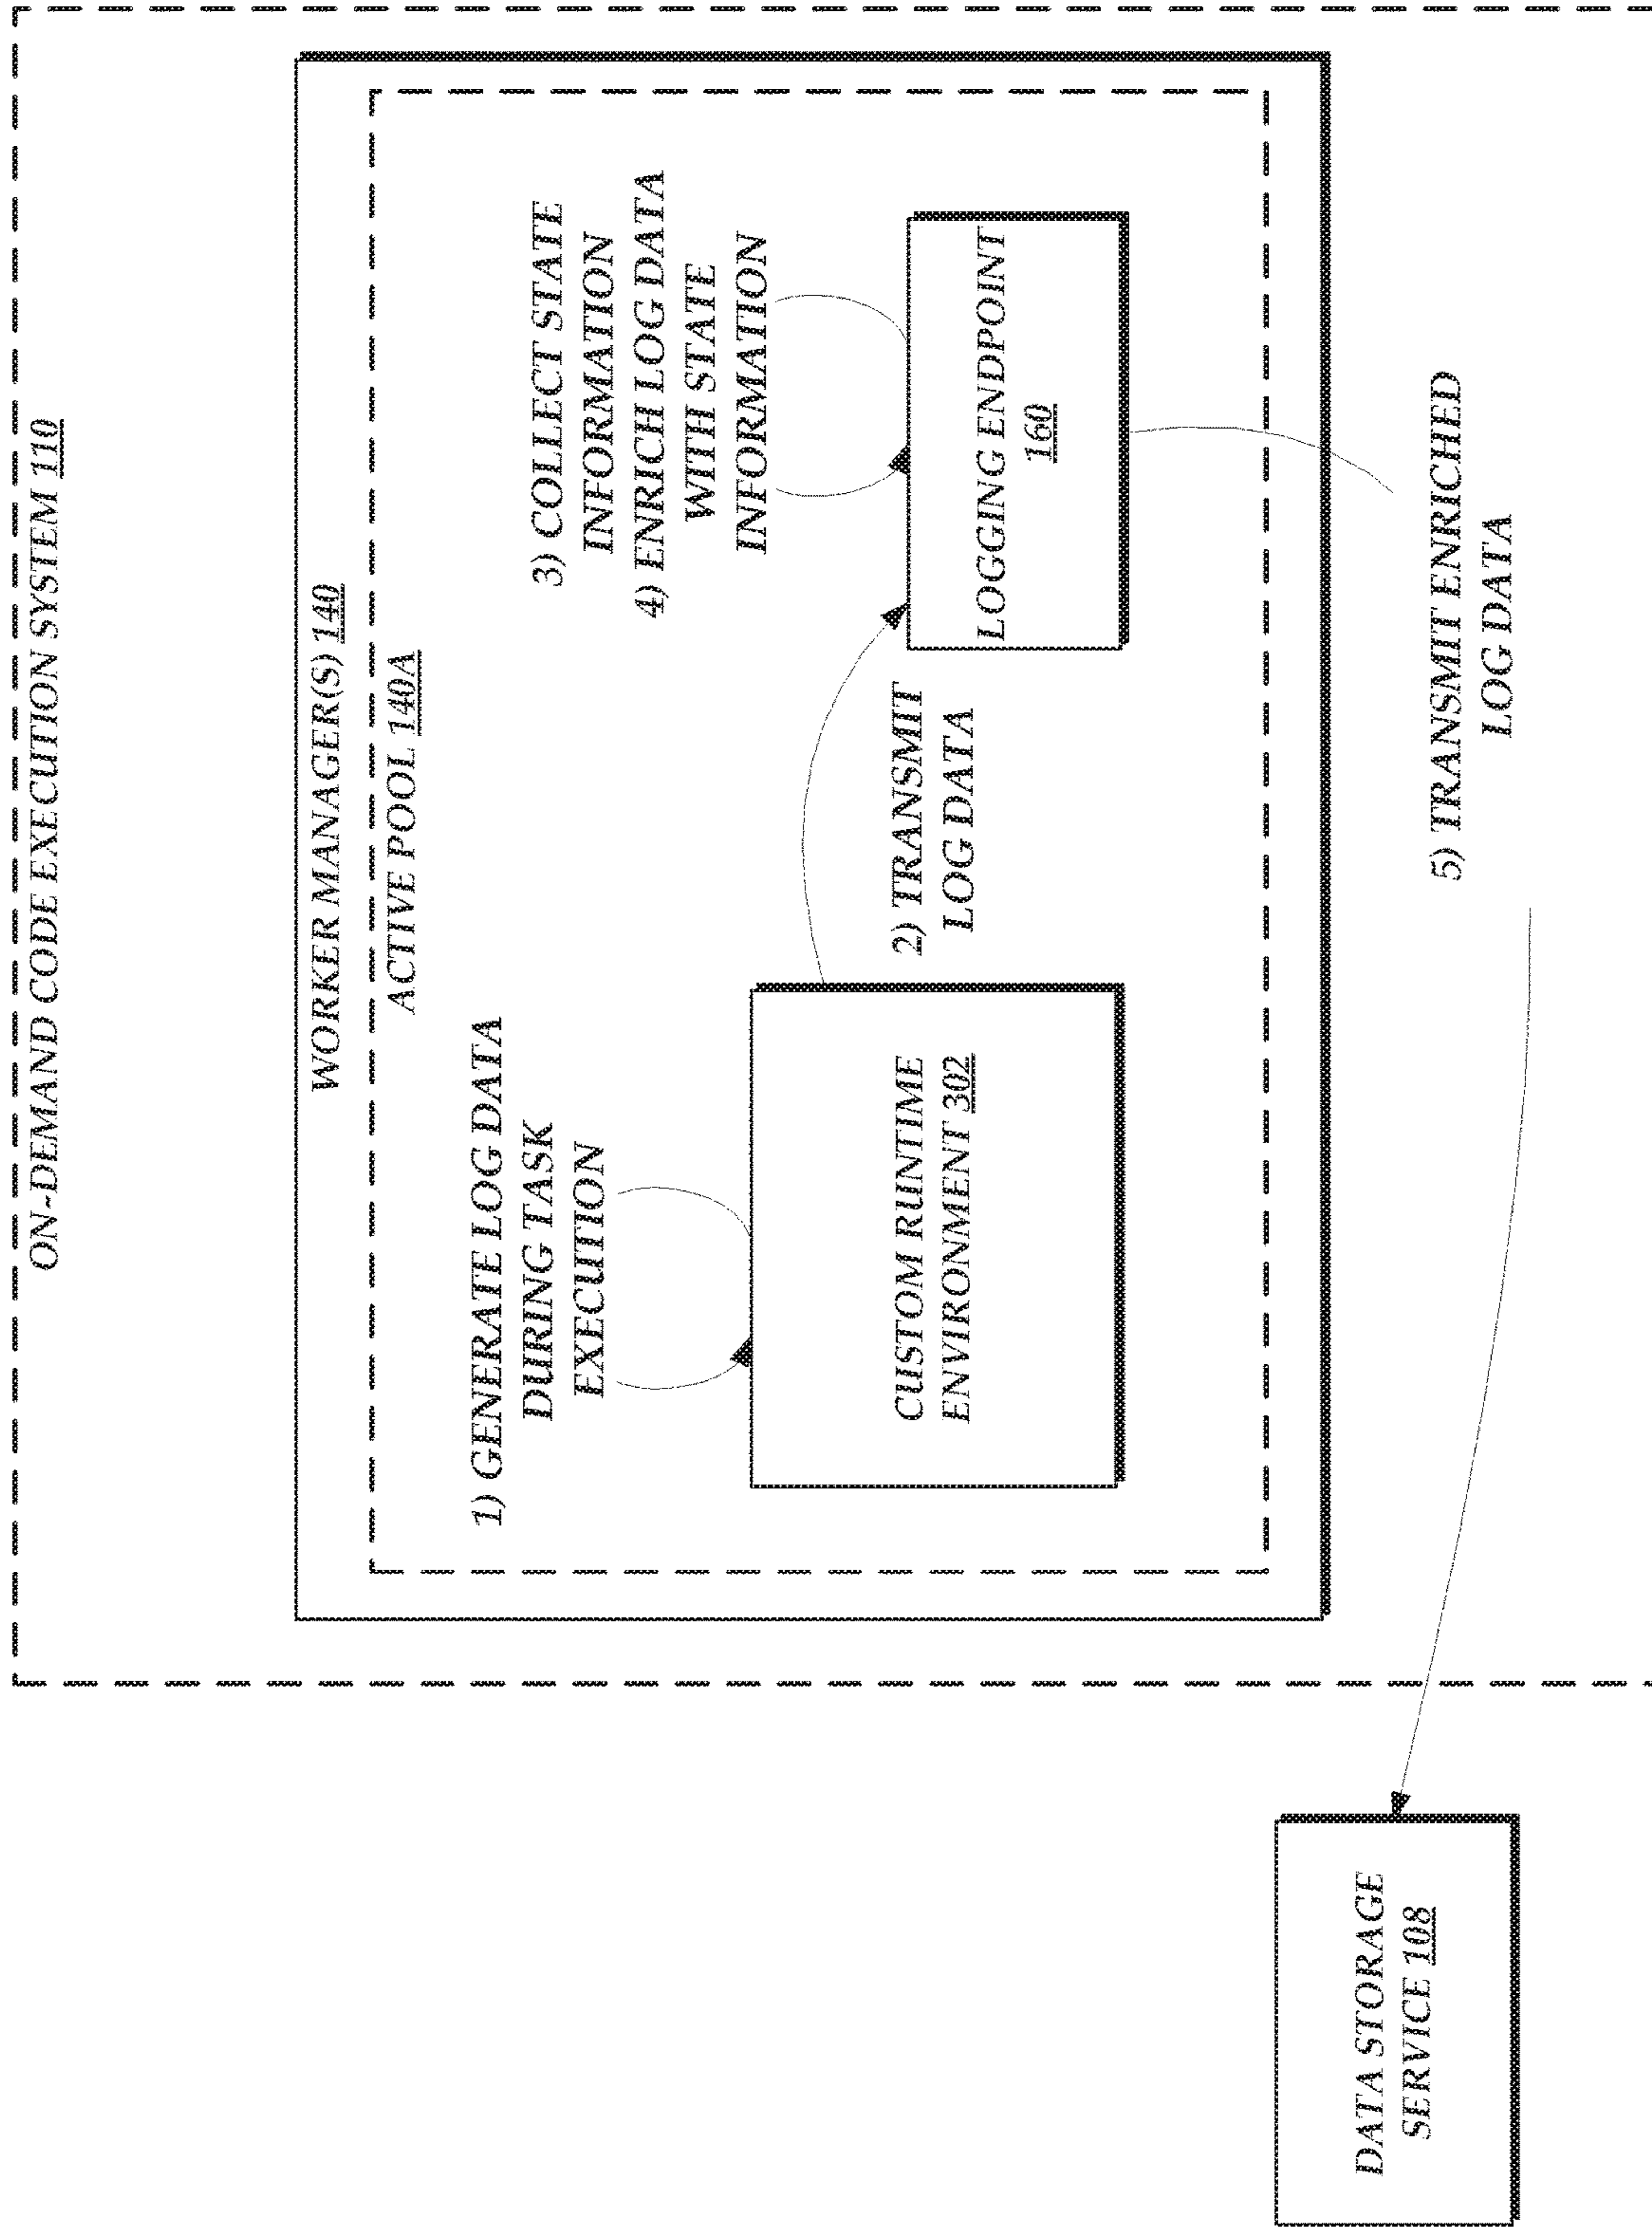 ON-DEMAND CODE EXECUTION SYSTEM 110
WORKER MANAGER(S) 140
ACTIVE POOL 140A
1) GENERATE LOG DATA
DURING TASK
EXECUTION
CUSTOM RUNTIME
ENVIRONMENT 302
2) TRANSMIT
LOG DATA
3) COLLECT STATE
INFORMATION
4) ENRICH LOG DATA
WITH STATE
INFORMATION
LOGGING ENDPOINT
160
5) TRANSMIT ENRICHED
LOG DATA
DATA STORAGE
SERVICE 108